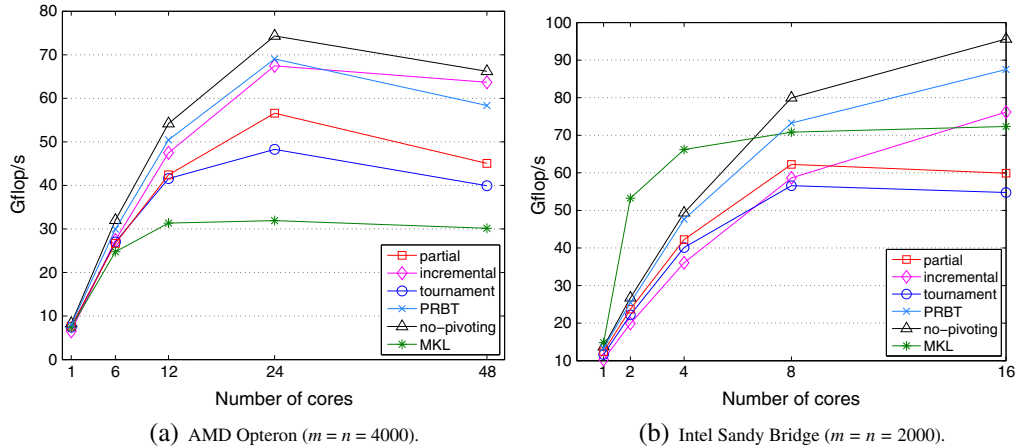 80
70
60
50
40
30
20
10
0
Gflop/s
1 6 12 24 48
Number of cores
partial
incremental
tournament
PRBT
no-pivoting
MKL
(a) AMD Opteron (m = n = 4000).
100
90
80
70
60
50
40
30
20
10
Gflop/s
1 2 4 8 16
Number of cores
partial
incremental
tournament
PRBT
no-pivoting
MKL
(b) Intel Sandy Bridge (m = n = 2000).